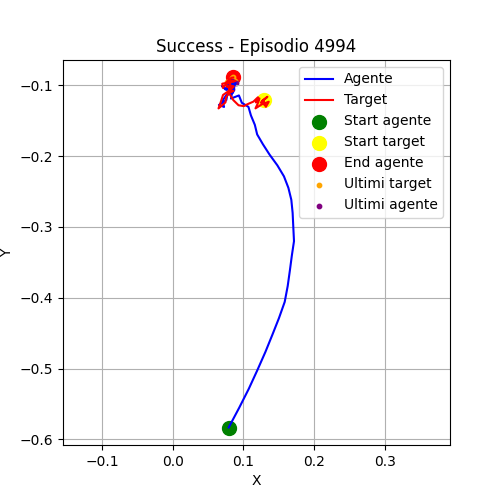 Success - Episodio 4994
Agente
Target
Start agente
Start target
End agente
Ultimi target
Ultimi agente
−0.1
−0.2
−0.3
−0.4
−0.5
−0.6
Y
−0.1
0.0
0.1
0.2
0.3
X